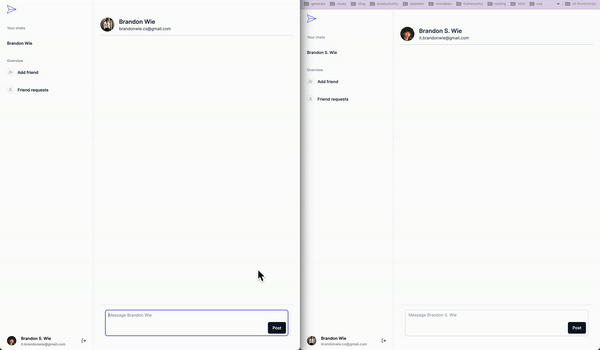 Your chats
Brandon Wie
Overview
Add friend
Friend requests
Brandon S. Wie
it.brandonwie@gmail.com
Brandon Wie
brandonwie.cs@gmail.com
Message Brandon Wie
Post
Your chats
Brandon S. Wie
Overview
Add friend
Friend requests
Brandon Wie
brandonwie.cs@gmail.com
Brandon S. Wie
it.brandonwie@gmail.com
Message Brandon S. Wie
Post